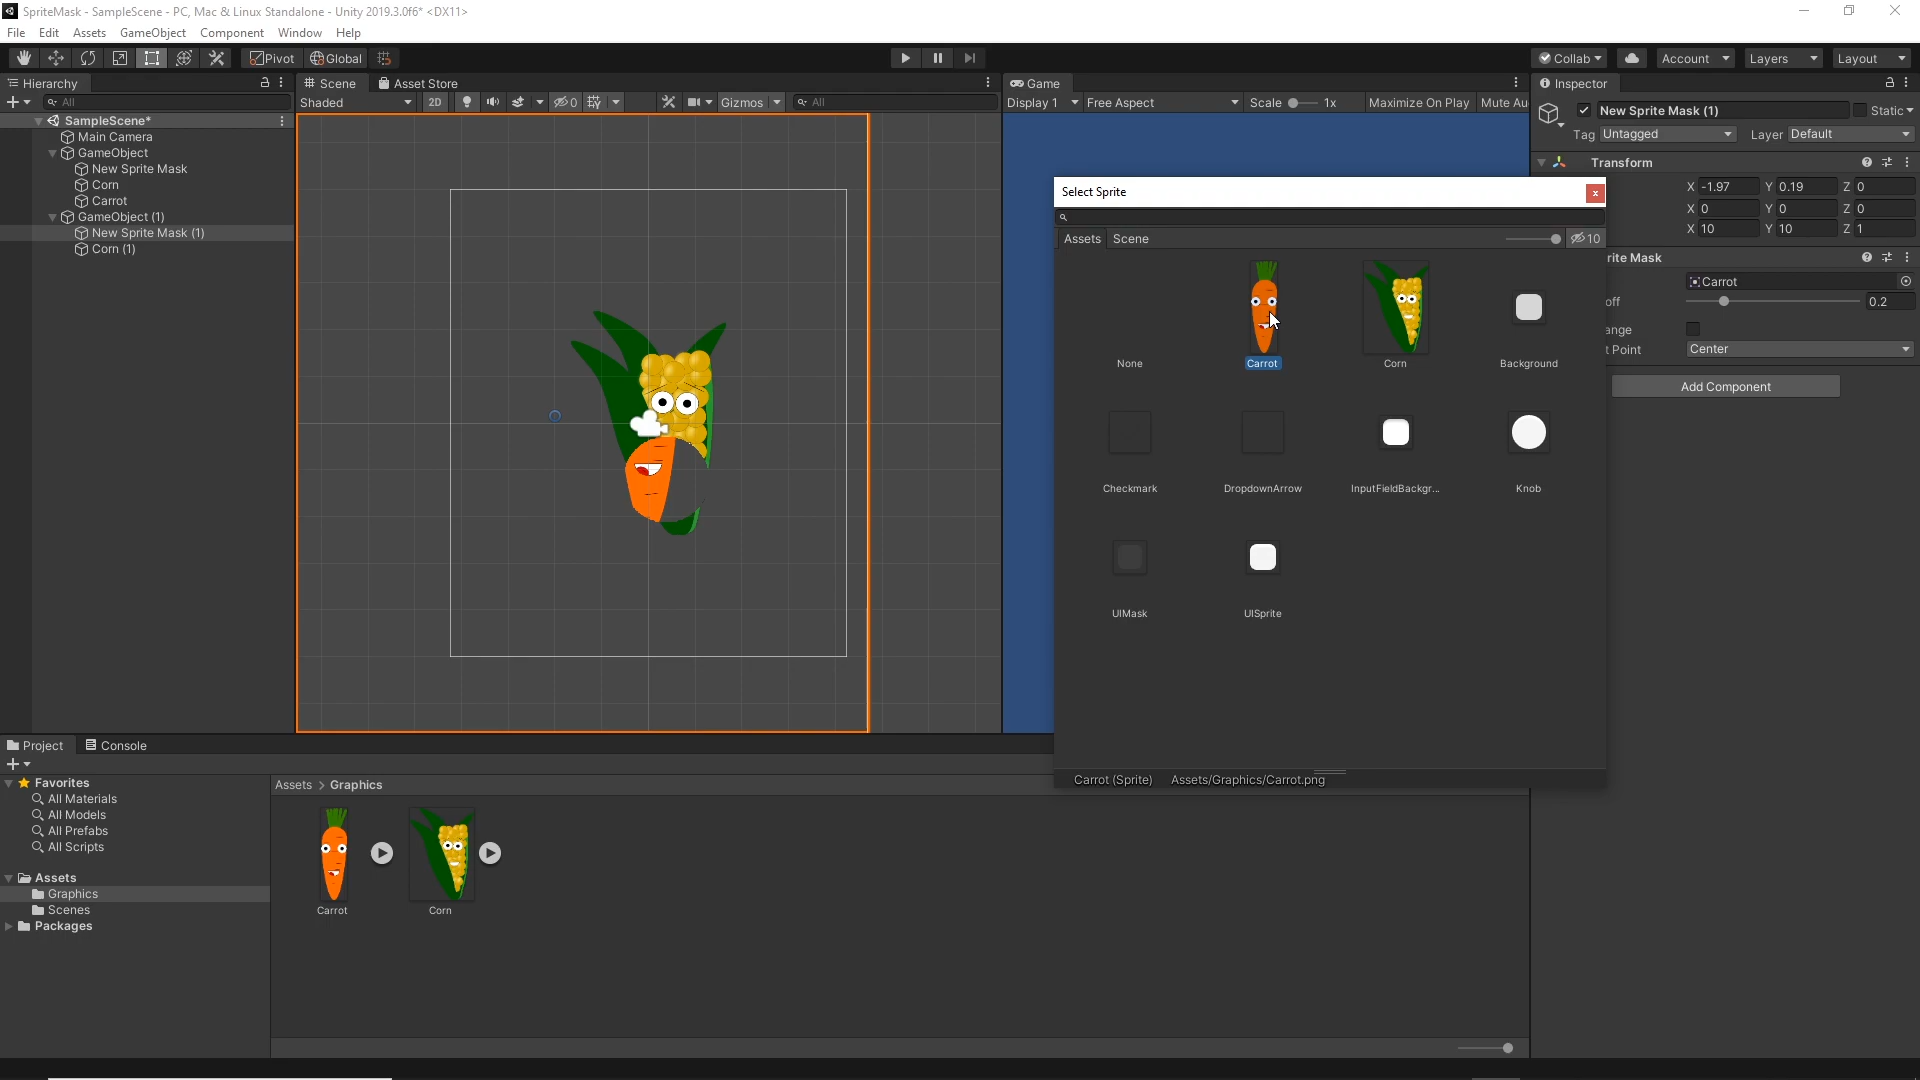 SpriteMask - SampleScene - PC, Mac & Linux Standalone - Unity 2019.3.0f6* <DX11>
File Edit Assets GameObject Component Window Help
Pivot Global
Collab Account Layers Layout
Hierarchy
All
SampleScene*
Main Camera
GameObject
New Sprite Mask
Corn
Carrot
GameObject (1)
New Sprite Mask (1)
Corn (1)
Scene Asset Store
Shaded 2D 0 Gizmos All
Game
Display 1 Free Aspect Scale 1x Maximize On Play Mute Au
Select Sprite
Assets Scene 10
None
Carrot
Corn
Background
Checkmark
DropdownArrow
InputFieldBackgr...
Knob
UIMask
UISprite
Carrot (Sprite) Assets/Graphics/Carrot.png
Inspector
New Sprite Mask (1) Static
Tag Untagged Layer Default
Transform
X -1.97 Y 0.19 Z 0
X 0 Y 0 Z 0
X 10 Y 10 Z 1
rite Mask
Carrot
off 0.2
ange
t Point Center
Add Component
Project Console
Favorites
All Materials
All Models
All Prefabs
All Scripts
Assets
Graphics
Scenes
Packages
Assets > Graphics
Carrot
Corn